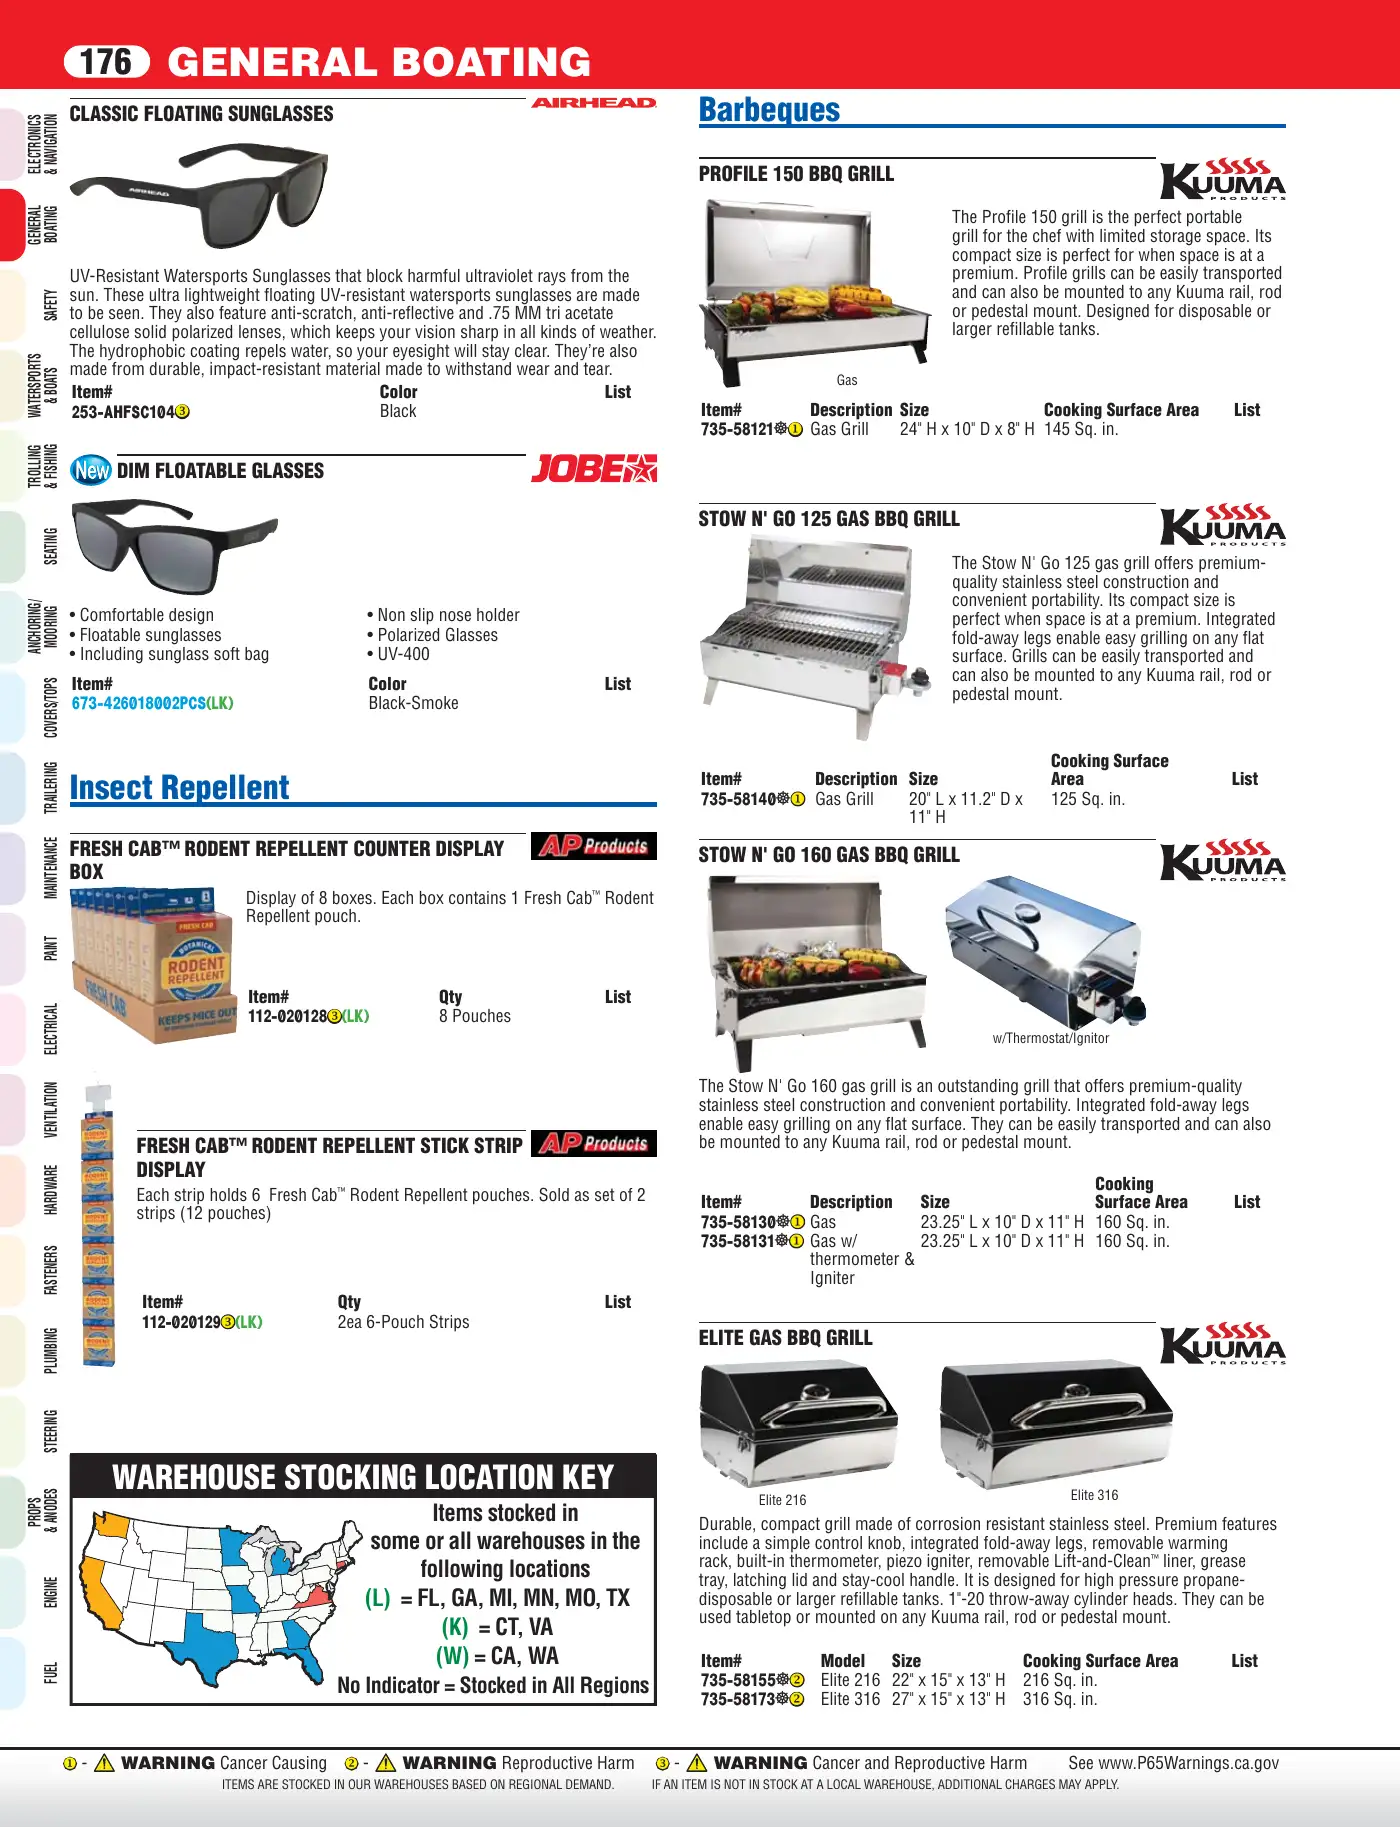 176 GENERAL BOATING
ELECTRONICS
& NAVIGATION
GENERAL
BOATING
SAFETY
WATERSPORTS
& BOATS
TROLLING
& FISHING
SEATING
ANCHORING/
MOORING
COVERS/TOPS
TRAILERING
MAINTENANCE
PAINT
ELECTRICAL
VENTILATION
HARDWARE
FASTENERS
PLUMBING
STEERING
PROPS
& ANODES
ENGINE
FUEL
CLASSIC FLOATING SUNGLASSES
AIRHEAD
AIRHEAD
UV-Resistant Watersports Sunglasses that block harmful ultraviolet rays from the
sun. These ultra lightweight floating UV-resistant watersports sunglasses are made
to be seen. They also feature anti-scratch, anti-reflective and .75 MM tri acetate
cellulose solid polarized lenses, which keeps your vision sharp in all kinds of weather.
The hydrophobic coating repels water, so your eyesight will stay clear. They're also
made from durable, impact-resistant material made to withstand wear and tear.
Item# Color List
253-AHFSC104 3 Black
New DIM FLOATABLE GLASSES
JOBE
• Comfortable design
• Floatable sunglasses
• Including sunglass soft bag
• Non slip nose holder
• Polarized Glasses
• UV-400
Item# Color List
673-426018002PCS(LK) Black-Smoke
Insect Repellent
FRESH CAB™ RODENT REPELLENT COUNTER DISPLAY
BOX
AP Products
FRESH CAB
BOTANICAL
RODENT
REPELLENT
FRESH CAB
KEEPS MICE OUT
Display of 8 boxes. Each box contains 1 Fresh Cab™ Rodent
Repellent pouch.
Item# Qty List
112-020128 3 (LK) 8 Pouches
FRESH CAB™ RODENT REPELLENT STICK STRIP
DISPLAY
AP Products
Each strip holds 6 Fresh Cab™ Rodent Repellent pouches. Sold as set of 2
strips (12 pouches)
Item# Qty List
112-020129 3 (LK) 2ea 6-Pouch Strips
WAREHOUSE STOCKING LOCATION KEY
Items stocked in
some or all warehouses in the
following locations
(L) = FL, GA, MI, MN, MO, TX
(K) = CT, VA
(W) = CA, WA
No Indicator = Stocked in All Regions
Barbeques
PROFILE 150 BBQ GRILL
KUUMA
PRODUCTS
The Profile 150 grill is the perfect portable
grill for the chef with limited storage space. Its
compact size is perfect for when space is at a
premium. Profile grills can be easily transported
and can also be mounted to any Kuuma rail, rod
or pedestal mount. Designed for disposable or
larger refillable tanks.
Gas
Item# Description Size Cooking Surface Area List
735-58121 1 Gas Grill 24" H x 10" D x 8" H 145 Sq. in.
STOW N' GO 125 GAS BBQ GRILL
KUUMA
PRODUCTS
The Stow N' Go 125 gas grill offers premium-
quality stainless steel construction and
convenient portability. Its compact size is
perfect when space is at a premium. Integrated
fold-away legs enable easy grilling on any flat
surface. Grills can be easily transported and
can also be mounted to any Kuuma rail, rod or
pedestal mount.
Cooking Surface
Item# Description Size Area List
735-58140 1 Gas Grill 20" L x 11.2" D x 125 Sq. in.
11" H
STOW N' GO 160 GAS BBQ GRILL
KUUMA
PRODUCTS
w/Thermostat/Ignitor
The Stow N' Go 160 gas grill is an outstanding grill that offers premium-quality
stainless steel construction and convenient portability. Integrated fold-away legs
enable easy grilling on any flat surface. They can be easily transported and can also
be mounted to any Kuuma rail, rod or pedestal mount.
Cooking
Item# Description Size Surface Area List
735-58130 1 Gas 23.25" L x 10" D x 11" H 160 Sq. in.
735-58131 1 Gas w/ 23.25" L x 10" D x 11" H 160 Sq. in.
thermometer &
Igniter
ELITE GAS BBQ GRILL
KUUMA
PRODUCTS
Elite 216
Elite 316
Durable, compact grill made of corrosion resistant stainless steel. Premium features
include a simple control knob, integrated fold-away legs, removable warming
rack, built-in thermometer, piezo igniter, removable Lift-and-Clean™ liner, grease
tray, latching lid and stay-cool handle. It is designed for high pressure propane-
disposable or larger refillable tanks. 1"-20 throw-away cylinder heads. They can be
used tabletop or mounted on any Kuuma rail, rod or pedestal mount.
Item# Model Size Cooking Surface Area List
735-58155 2 Elite 216 22" x 15" x 13" H 216 Sq. in.
735-58173 2 Elite 316 27" x 15" x 13" H 316 Sq. in.
1 - WARNING Cancer Causing 2 - WARNING Reproductive Harm 3 - WARNING Cancer and Reproductive Harm See www.P65Warnings.ca.gov
ITEMS ARE STOCKED IN OUR WAREHOUSES BASED ON REGIONAL DEMAND. IF AN ITEM IS NOT IN STOCK AT A LOCAL WAREHOUSE, ADDITIONAL CHARGES MAY APPLY.